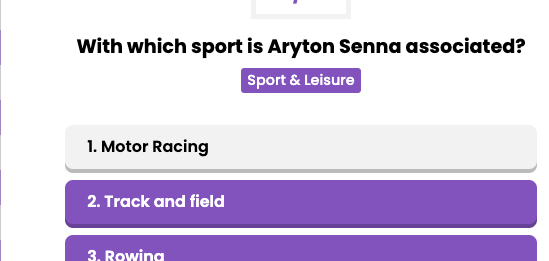 With which sport is Aryton Senna associated?
Sport & Leisure
1. Motor Racing
2. Track and field
3. Rowing